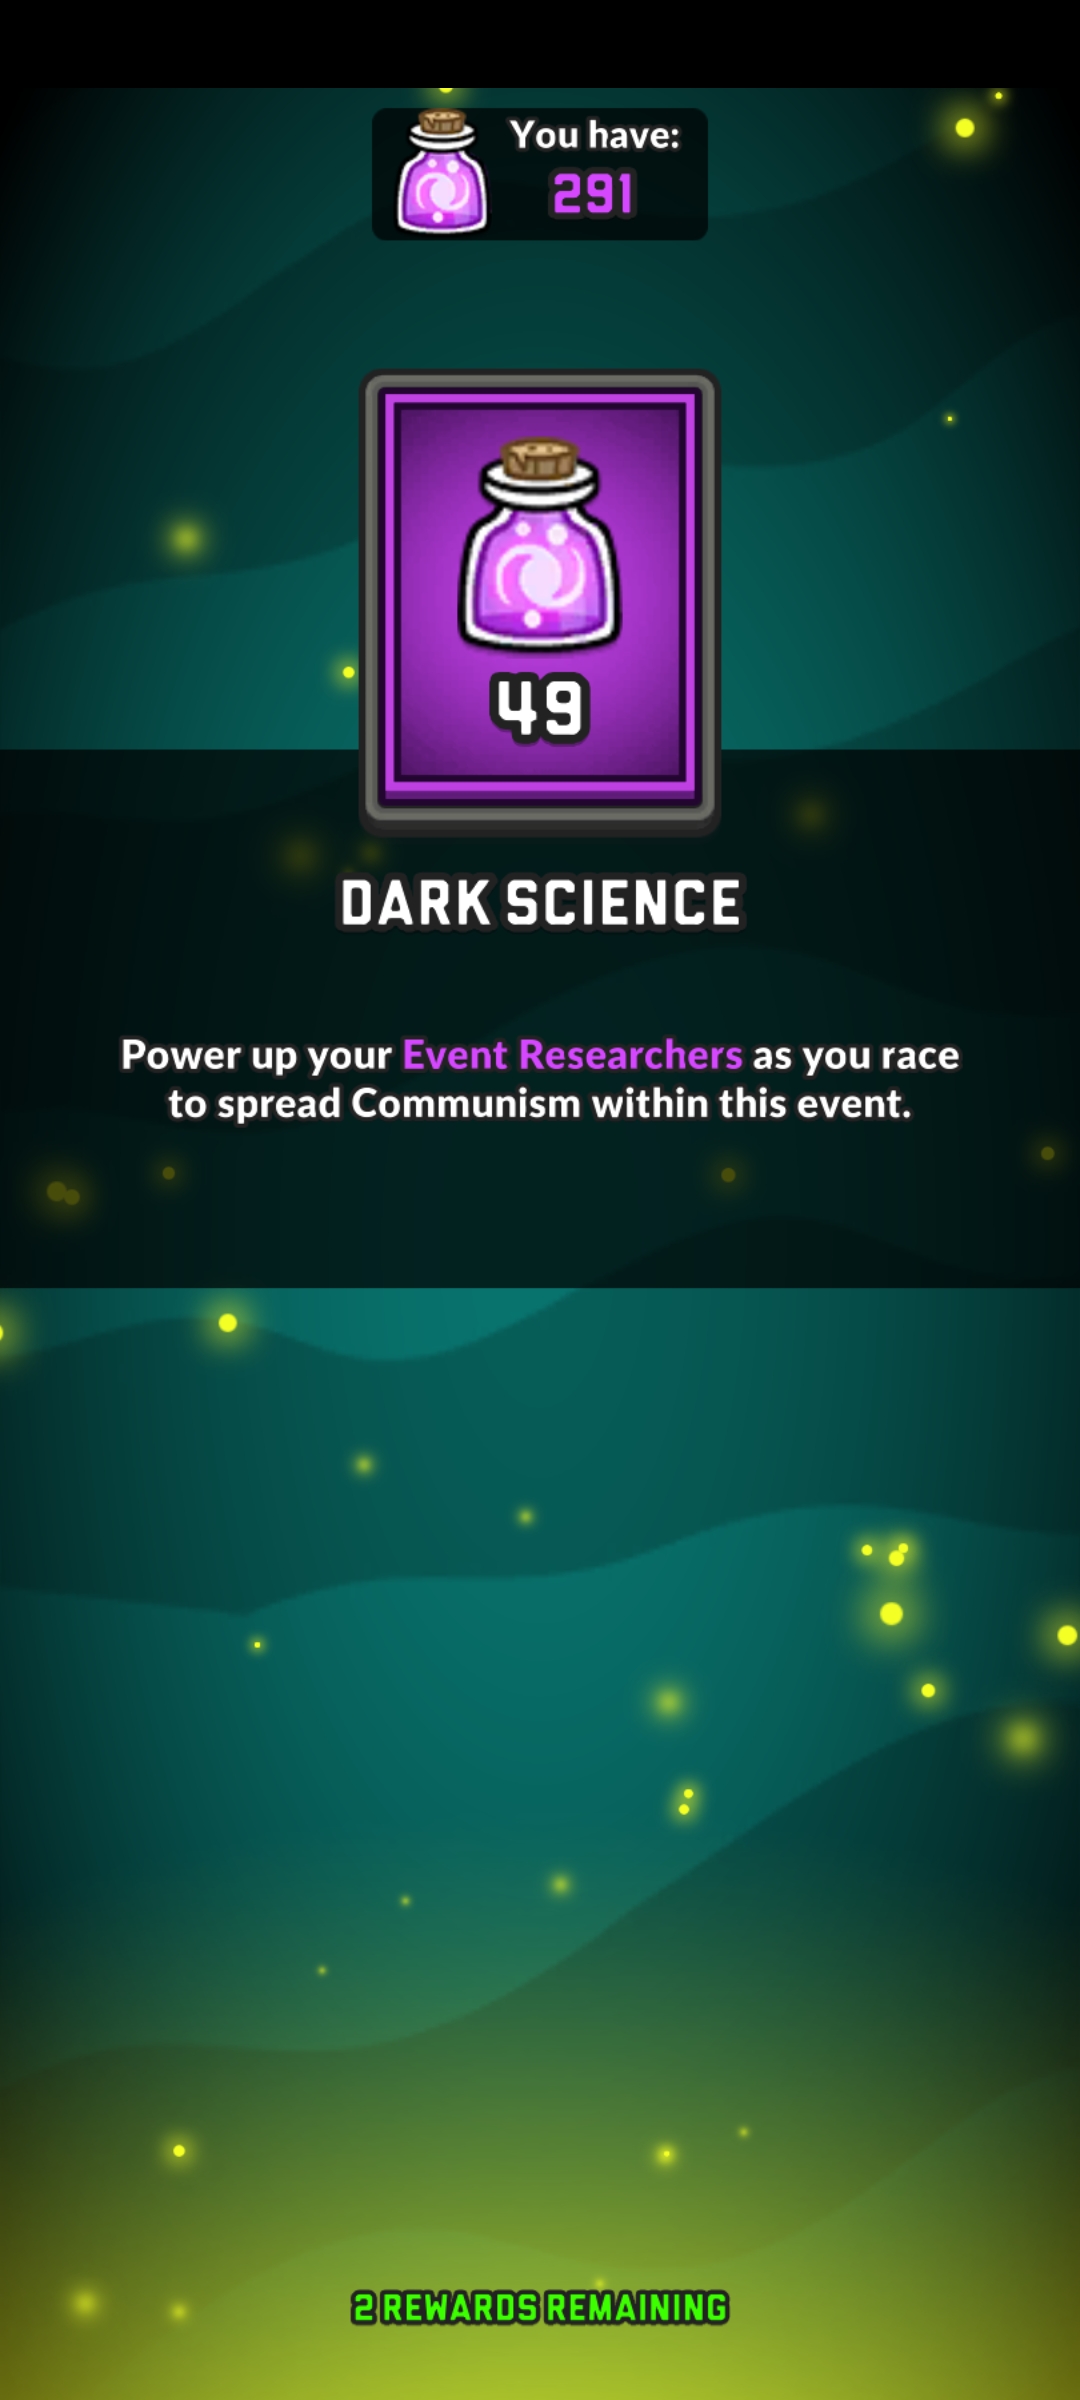 You have:
291
49
DARK SCIENCE
Power up your Event Researchers as you race
to spread Communism within this event.
2 REWARDS REMAINING